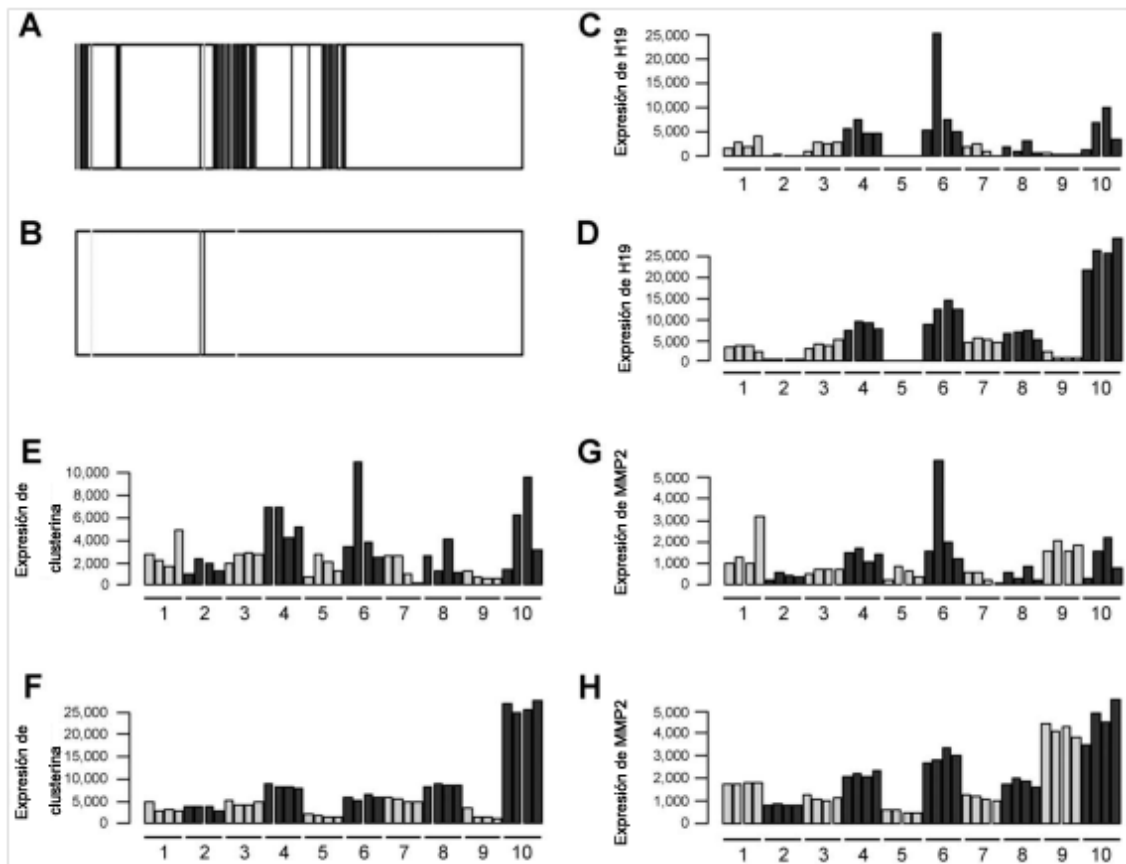 A
B
C
Expresión de H19
25,000
20,000
15,000
10,000
5,000
0
1 2 3 4 5 6 7 8 9 10
D
Expresión de H19
25,000
20,000
15,000
10,000
5,000
0
1 2 3 4 5 6 7 8 9 10
E
Expresión de
clusterina
10,000
8,000
6,000
4,000
2,000
0
1 2 3 4 5 6 7 8 9 10
G
Expresión de MMP2
5,000
4,000
3,000
2,000
1,000
0
1 2 3 4 5 6 7 8 9 10
F
Expresión de
clusterina
25,000
20,000
15,000
10,000
5,000
0
1 2 3 4 5 6 7 8 9 10
H
Expresión de MMP2
5,000
4,000
3,000
2,000
1,000
0
1 2 3 4 5 6 7 8 9 10